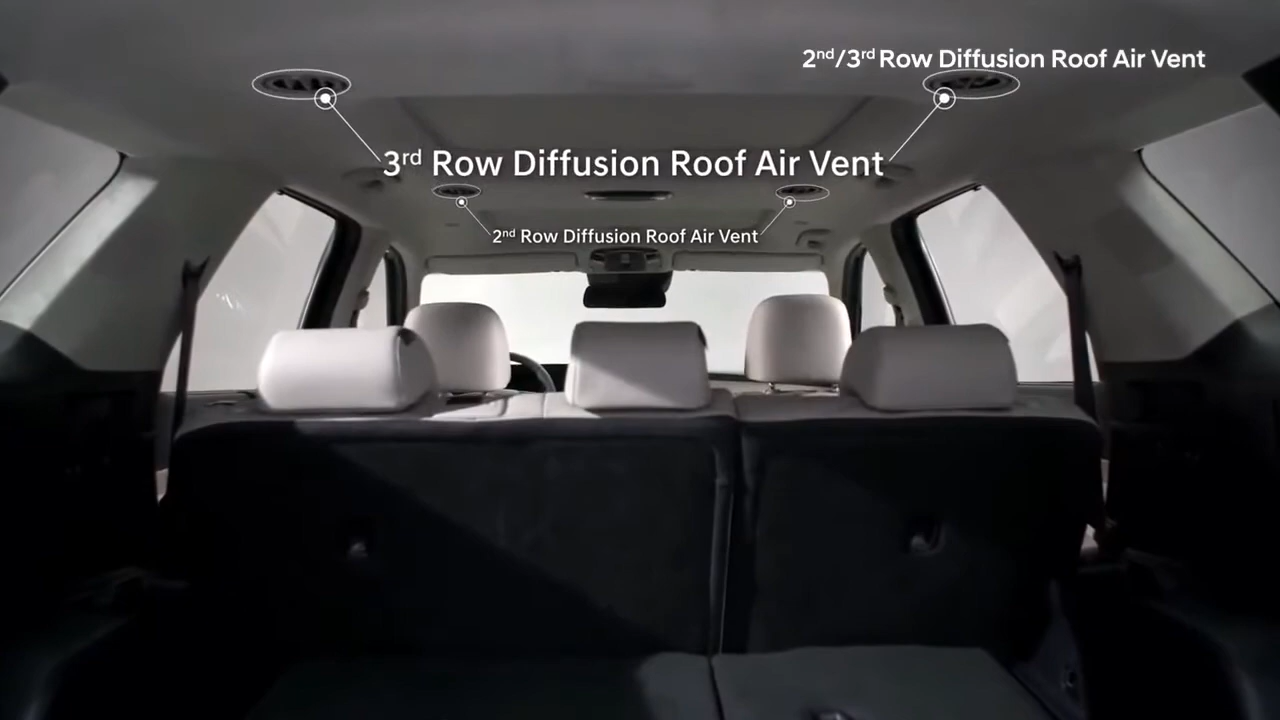 2nd/3rd Row Diffusion Roof Air Vent
3rd Row Diffusion Roof Air Vent
2nd Row Diffusion Roof Air Vent